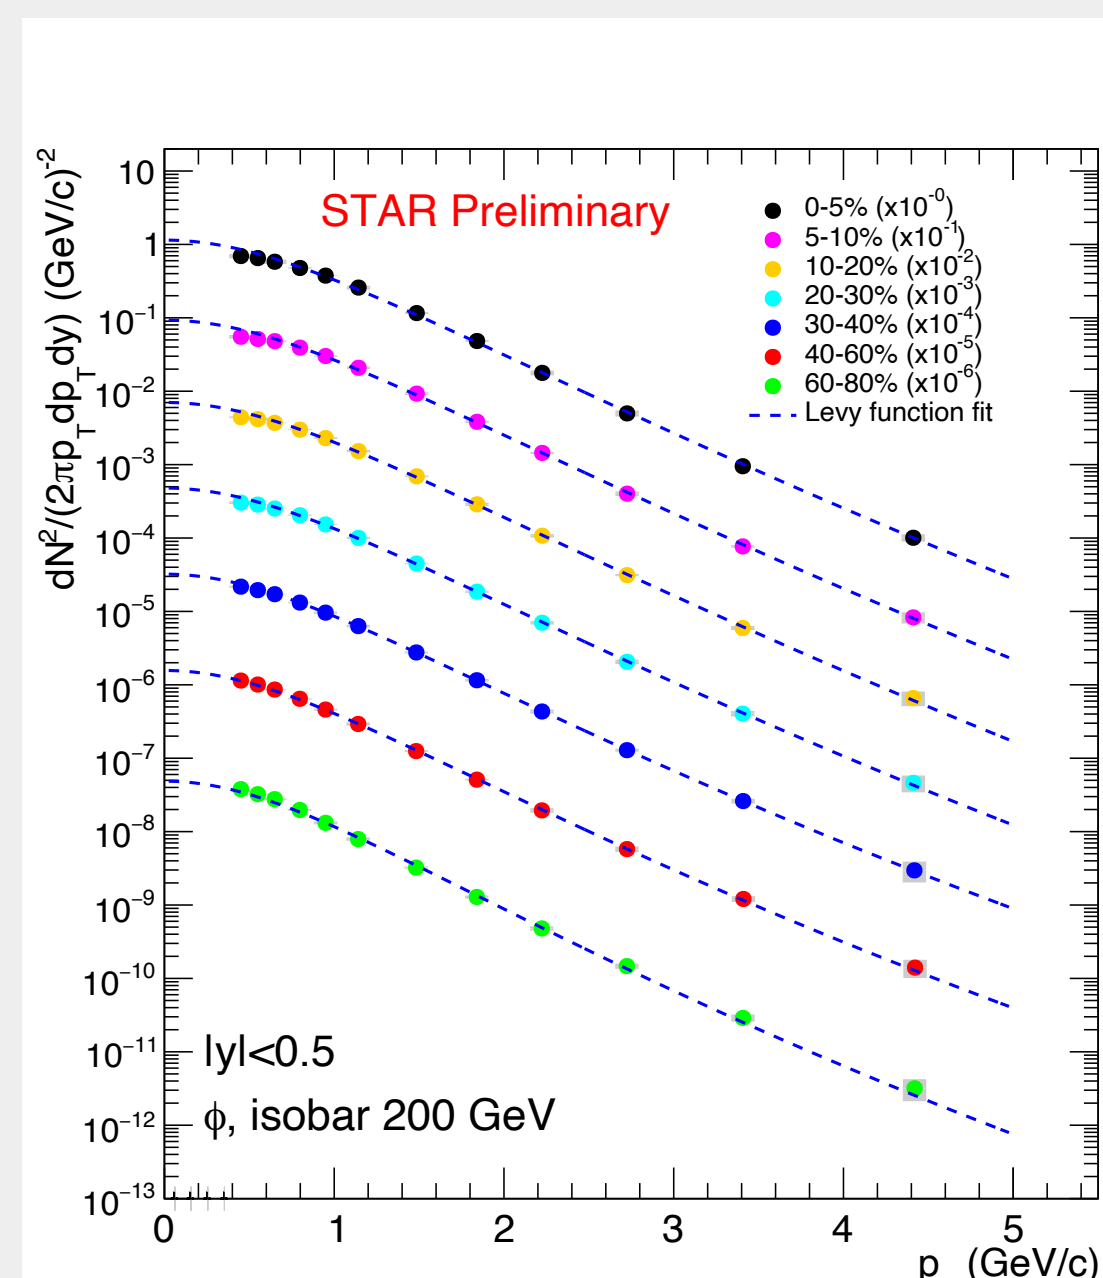 dN²/(2πp_T dp_T dy) (GeV/c)⁻²
STAR Preliminary
0-5% (x10⁻⁰)
5-10% (x10⁻¹)
10-20% (x10⁻²)
20-30% (x10⁻³)
30-40% (x10⁻⁴)
40-60% (x10⁻⁵)
60-80% (x10⁻⁶)
Levy function fit
10
1
10⁻¹
10⁻²
10⁻³
10⁻⁴
10⁻⁵
10⁻⁶
10⁻⁷
10⁻⁸
10⁻⁹
10⁻¹⁰
10⁻¹¹
10⁻¹²
10⁻¹³
|y|<0.5
ϕ, isobar 200 GeV
0 1 2 3 4 5
p (GeV/c)